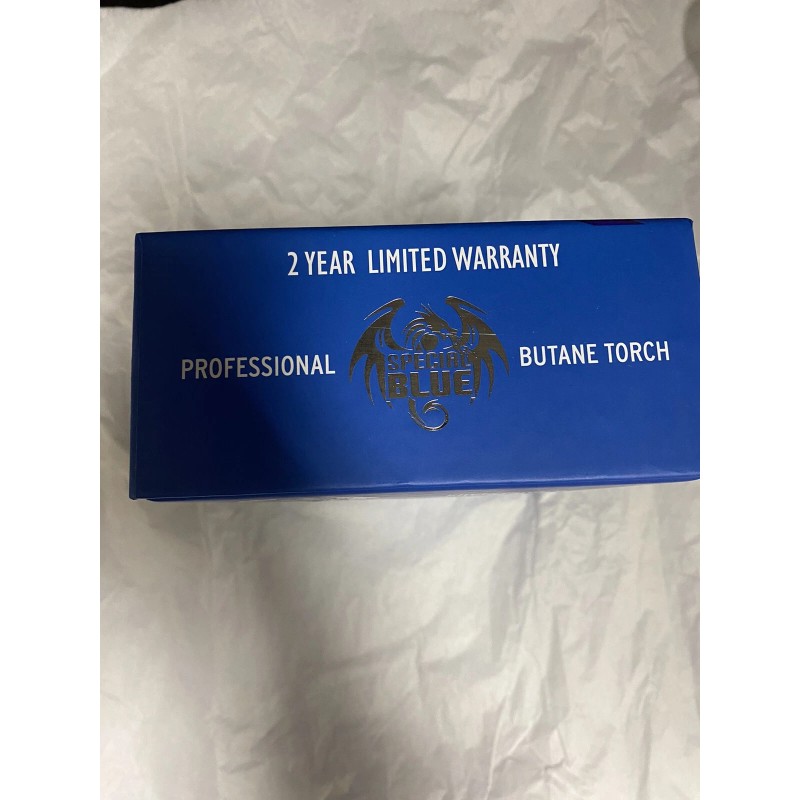 2 YEAR LIMITED WARRANTY
PROFESSIONAL
SPECIAL
BLUE
BUTANE TORCH